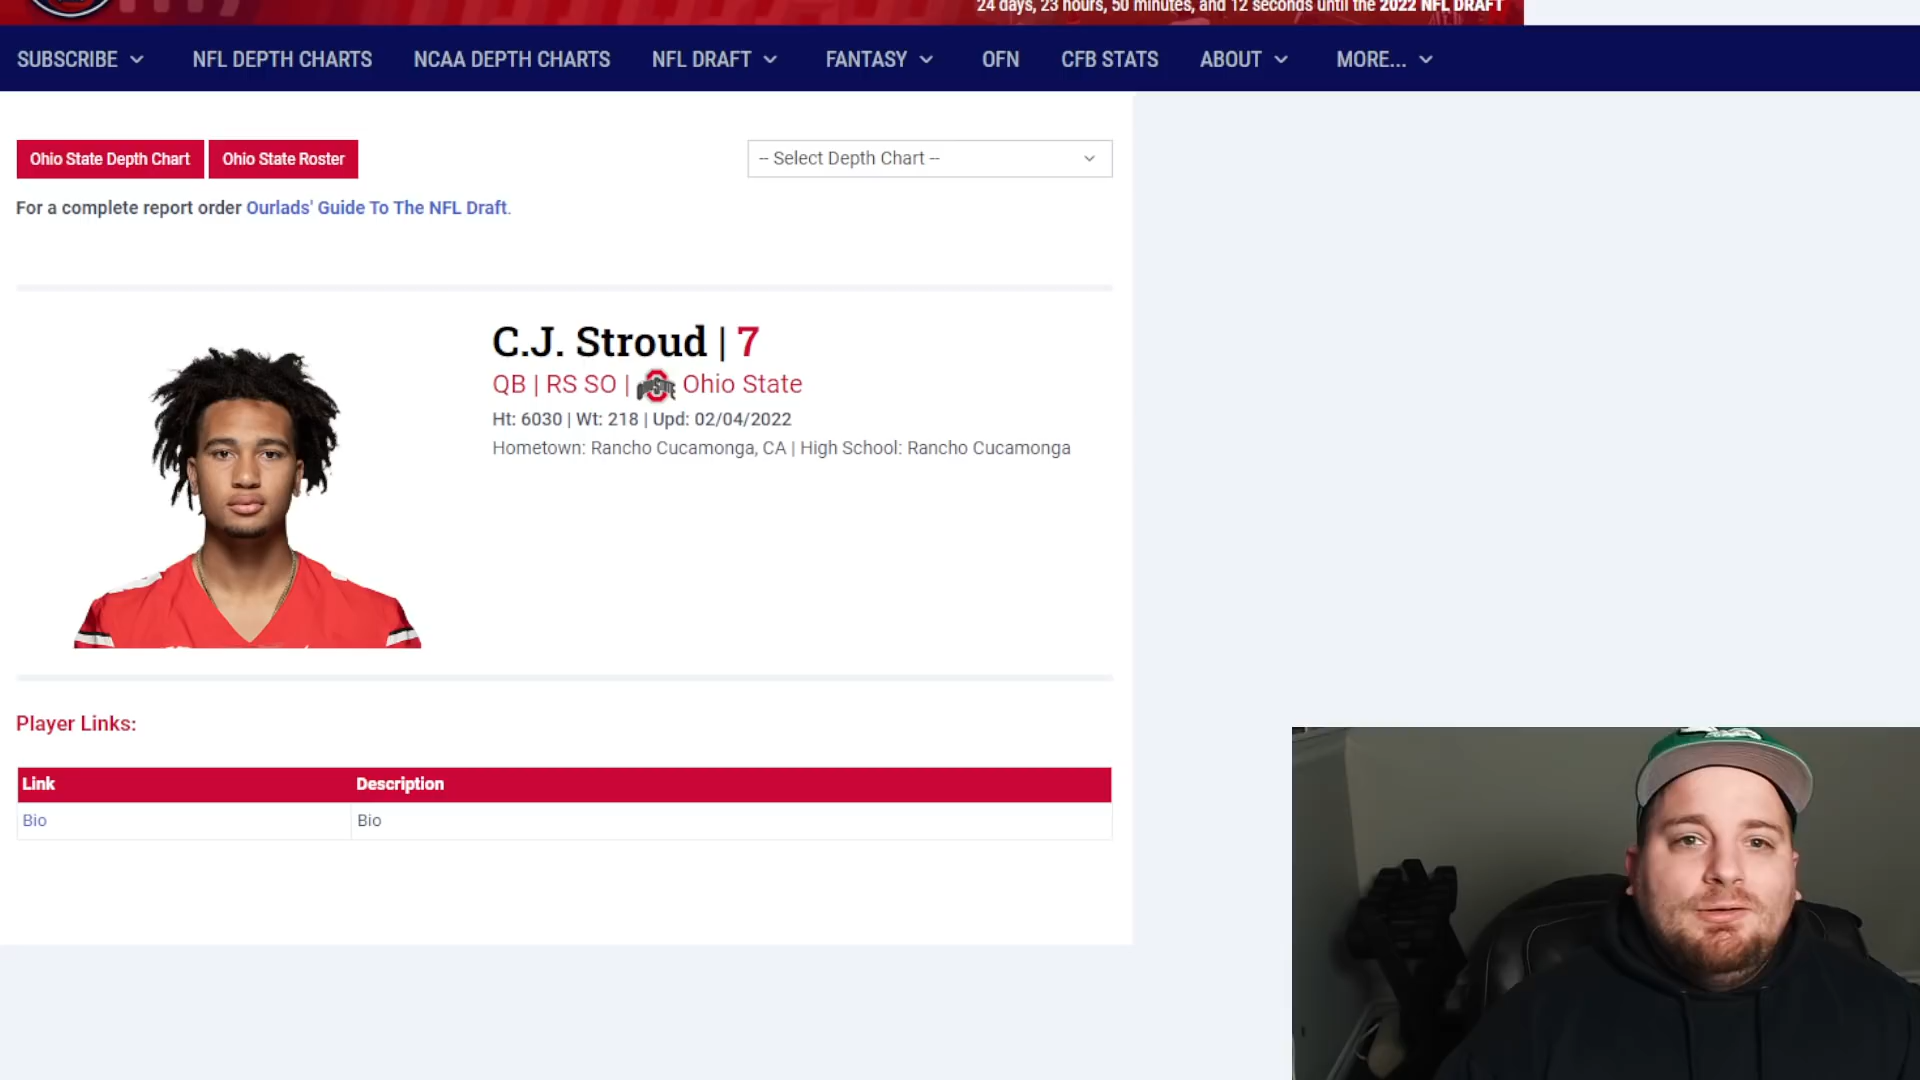 24 days, 23 hours, 50 minutes, and 12 seconds until the 2022 NFL DRAFT
SUBSCRIBE NFL DEPTH CHARTS NCAA DEPTH CHARTS NFL DRAFT FANTASY OFN CFB STATS ABOUT MORE...
Ohio State Depth Chart Ohio State Roster -- Select Depth Chart --
For a complete report order Ourlads' Guide To The NFL Draft.
C.J. Stroud | 7
QB | RS SO | Ohio State
Ht: 6030 | Wt: 218 | Upd: 02/04/2022
Hometown: Rancho Cucamonga, CA | High School: Rancho Cucamonga
Player Links:
Link Description
Bio Bio